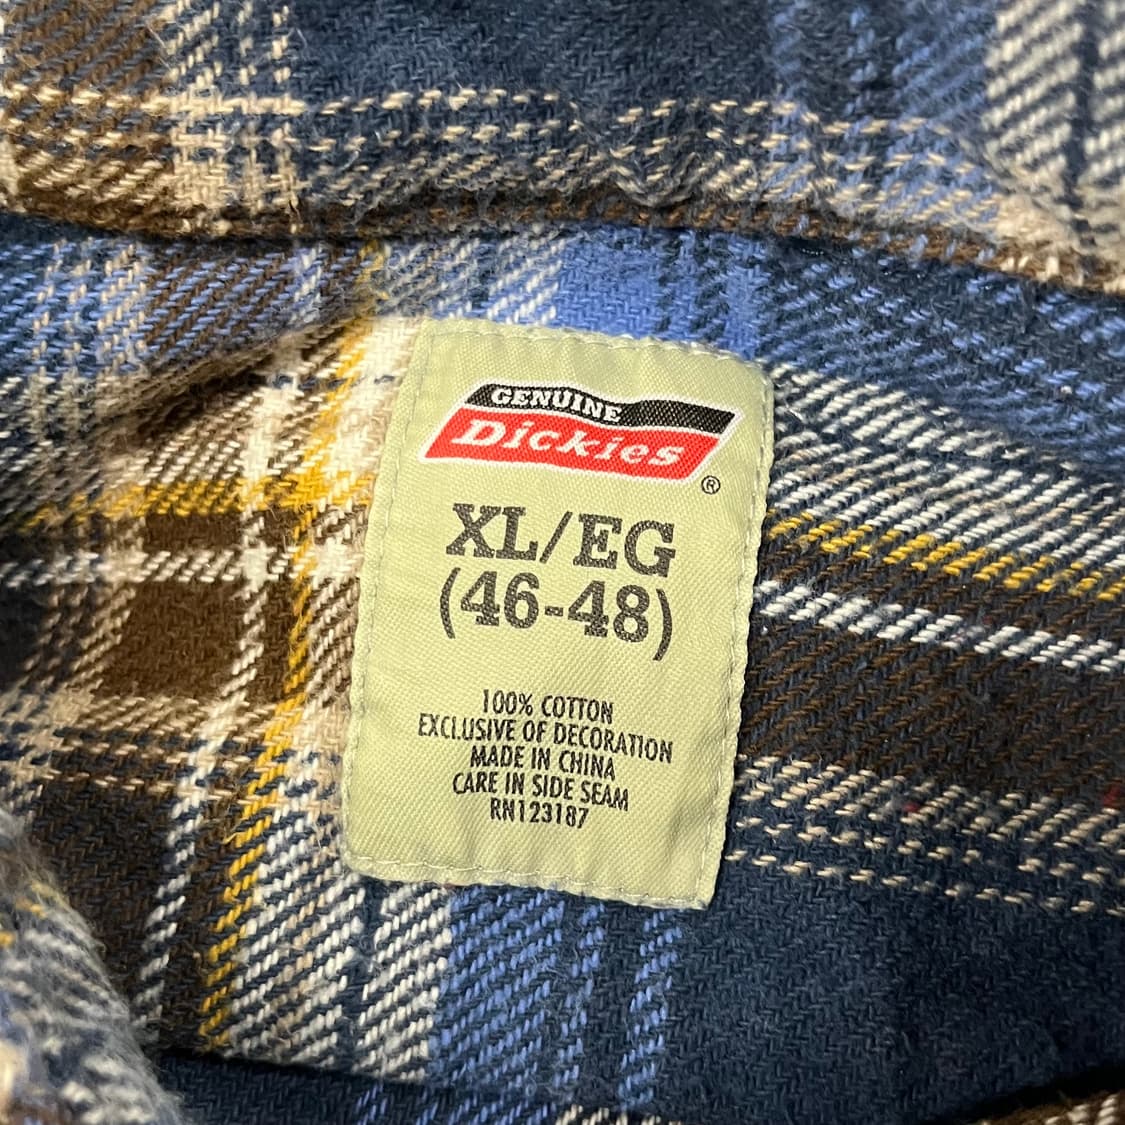 GENUINE
Dickies
®
XL/EG
(46-48)
100% COTTON
EXCLUSIVE OF DECORATION
MADE IN CHINA
CARE IN SIDE SEAM
RN123187